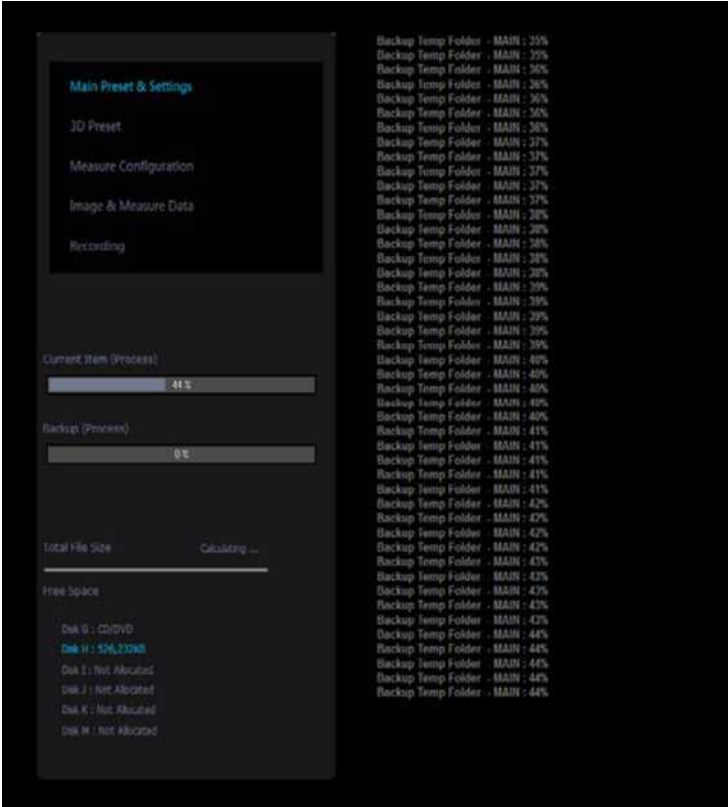 Main Preset & Settings
3D Preset
Measure Configuration
Image & Measure Data
Recording
Current Item (Process)
44 %
Backup (Process)
0 %
Total File Size Calculating ...
Free Space
Disk G : CD/DVD
Disk H : 526,232KB
Disk I : Not Allocated
Disk J : Not Allocated
Disk K : Not Allocated
Disk M : Not Allocated
Backup Temp Folder - MAIN : 35%
Backup Temp Folder - MAIN : 35%
Backup Temp Folder - MAIN : 36%
Backup Temp Folder - MAIN : 36%
Backup Temp Folder - MAIN : 36%
Backup Temp Folder - MAIN : 36%
Backup Temp Folder - MAIN : 36%
Backup Temp Folder - MAIN : 37%
Backup Temp Folder - MAIN : 37%
Backup Temp Folder - MAIN : 37%
Backup Temp Folder - MAIN : 37%
Backup Temp Folder - MAIN : 37%
Backup Temp Folder - MAIN : 38%
Backup Temp Folder - MAIN : 38%
Backup Temp Folder - MAIN : 38%
Backup Temp Folder - MAIN : 38%
Backup Temp Folder - MAIN : 38%
Backup Temp Folder - MAIN : 39%
Backup Temp Folder - MAIN : 39%
Backup Temp Folder - MAIN : 39%
Backup Temp Folder - MAIN : 39%
Backup Temp Folder - MAIN : 39%
Backup Temp Folder - MAIN : 40%
Backup Temp Folder - MAIN : 40%
Backup Temp Folder - MAIN : 40%
Backup Temp Folder - MAIN : 40%
Backup Temp Folder - MAIN : 40%
Backup Temp Folder - MAIN : 41%
Backup Temp Folder - MAIN : 41%
Backup Temp Folder - MAIN : 41%
Backup Temp Folder - MAIN : 41%
Backup Temp Folder - MAIN : 41%
Backup Temp Folder - MAIN : 42%
Backup Temp Folder - MAIN : 42%
Backup Temp Folder - MAIN : 42%
Backup Temp Folder - MAIN : 42%
Backup Temp Folder - MAIN : 43%
Backup Temp Folder - MAIN : 43%
Backup Temp Folder - MAIN : 43%
Backup Temp Folder - MAIN : 43%
Backup Temp Folder - MAIN : 43%
Backup Temp Folder - MAIN : 44%
Backup Temp Folder - MAIN : 44%
Backup Temp Folder - MAIN : 44%
Backup Temp Folder - MAIN : 44%
Backup Temp Folder - MAIN : 44%